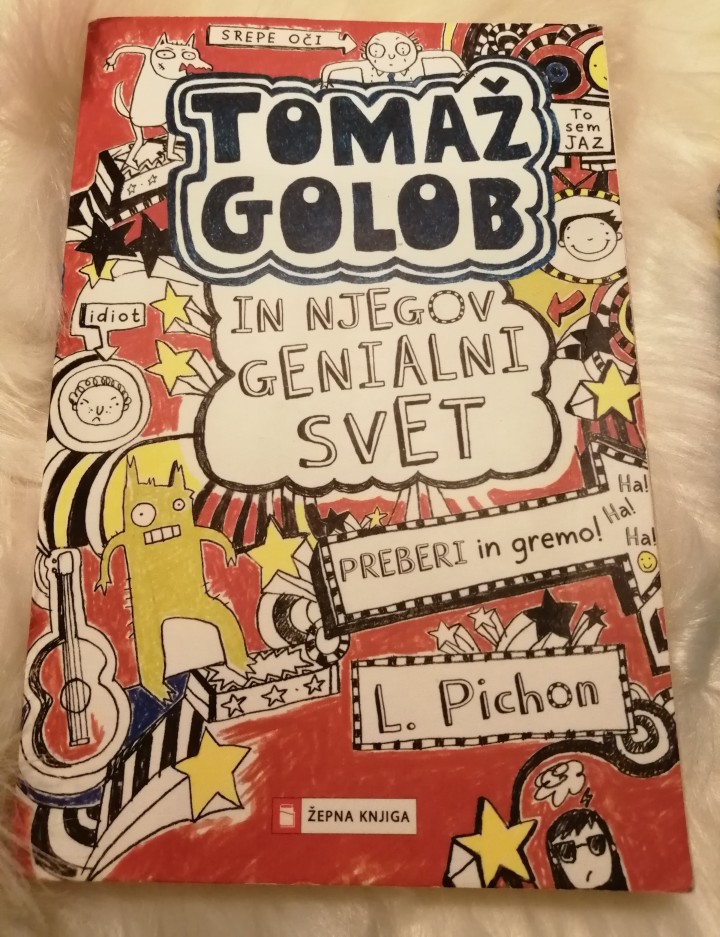 SREPE OČI
TOMAŽ
GOLOB
To
sem
JAZ
IN NJEGOV
GENIALNI
SVET
idiot
PREBERI in gremo!
Ha!
Ha!
Ha!
L. Pichon
ŽEPNA KNJIGA